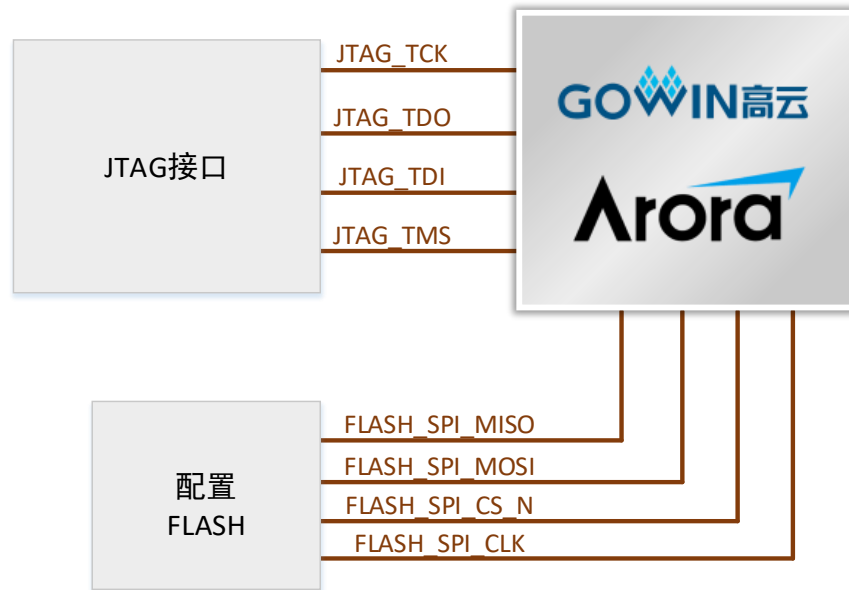 JTAG接口
JTAG_TCK
JTAG_TDO
JTAG_TDI
JTAG_TMS
GOWIN高云
Arora
配置
FLASH
FLASH_SPI_MISO
FLASH_SPI_MOSI
FLASH_SPI_CS_N
FLASH_SPI_CLK